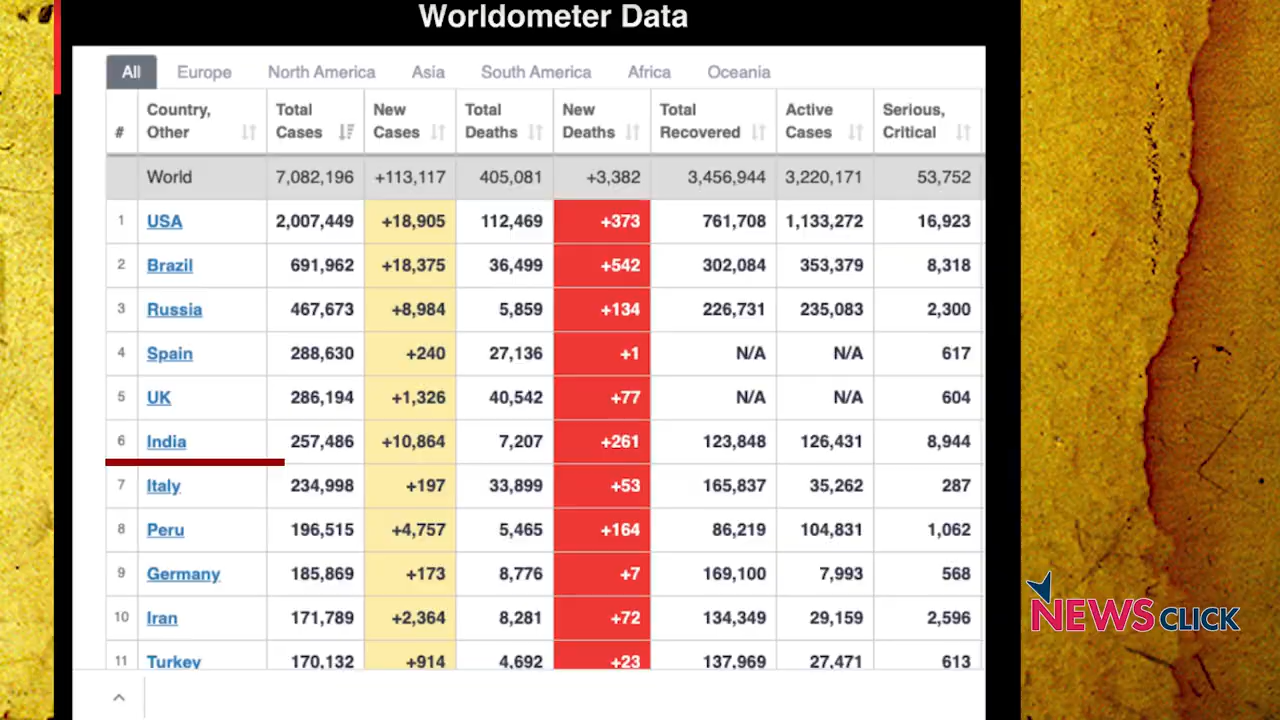 Worldometer Data
All Europe North America Asia South America Africa Oceania
# Country, Other Total Cases New Cases Total Deaths New Deaths Total Recovered Active Cases Serious, Critical
World 7,082,196 +113,117 405,081 +3,382 3,456,944 3,220,171 53,752
1 USA 2,007,449 +18,905 112,469 +373 761,708 1,133,272 16,923
2 Brazil 691,962 +18,375 36,499 +542 302,084 353,379 8,318
3 Russia 467,673 +8,984 5,859 +134 226,731 235,083 2,300
4 Spain 288,630 +240 27,136 +1 N/A N/A 617
5 UK 286,194 +1,326 40,542 +77 N/A N/A 604
6 India 257,486 +10,864 7,207 +261 123,848 126,431 8,944
7 Italy 234,998 +197 33,899 +53 165,837 35,262 287
8 Peru 196,515 +4,757 5,465 +164 86,219 104,831 1,062
9 Germany 185,869 +173 8,776 +7 169,100 7,993 568
10 Iran 171,789 +2,364 8,281 +72 134,349 29,159 2,596
11 Turkey 170,132 +914 4,692 +23 137,969 27,471 613
NEWSCLICK